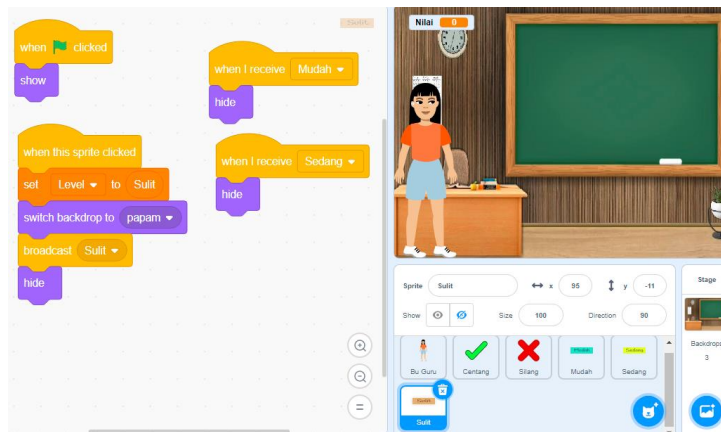 when clicked
show
when this sprite clicked
set Level to Sulit
switch backdrop to papam
broadcast Sulit
hide
when I receive Mudah
hide
when I receive Sedang
hide
Nilai 0
Sprite Sulit x 95 y -11
Show Size 100 Direction 90
Bu Guru Centang Silang Mudah Sedang
Sulit
Stage
Backdrops
3